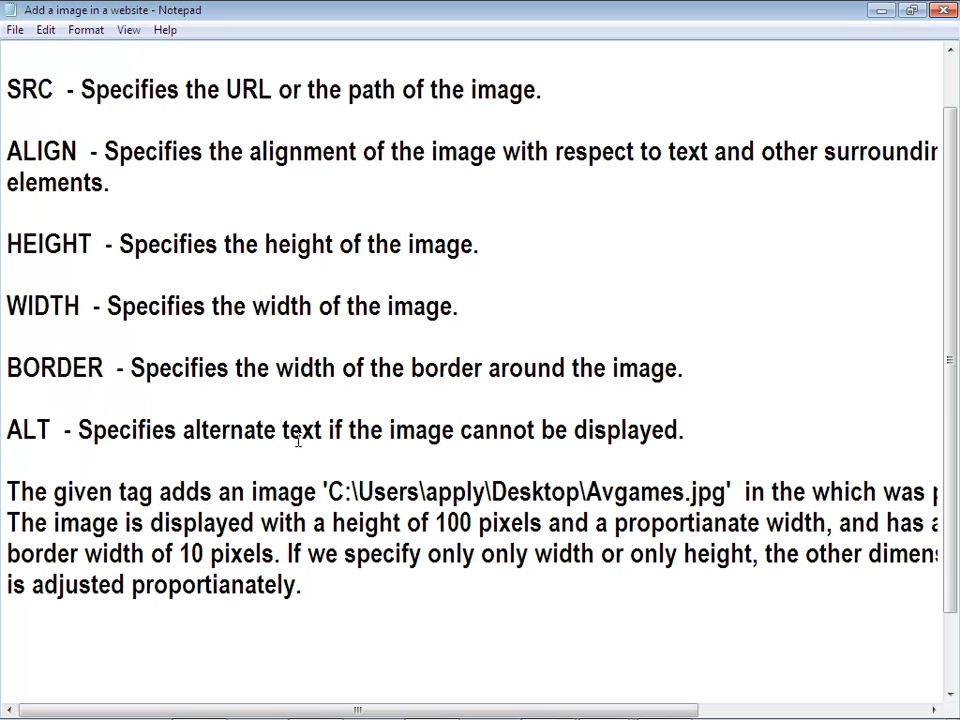 Add a image in a website - Notepad
File Edit Format View Help
SRC - Specifies the URL or the path of the image.
ALIGN - Specifies the alignment of the image with respect to text and other
elements.
HEIGHT - Specifies the height of the image.
WIDTH - Specifies the width of the image.
BORDER - Specifies the width of the border around the image.
ALT - Specifies alternate text if the image cannot be displayed.
The given tag adds an image 'C:\Users\apply\Desktop\Avgames.jpg' in the which was
The image is displayed with a height of 100 pixels and a proportianate width, and has
border width of 10 pixels. If we specify only only width or only height, the other
is adjusted proportianately.